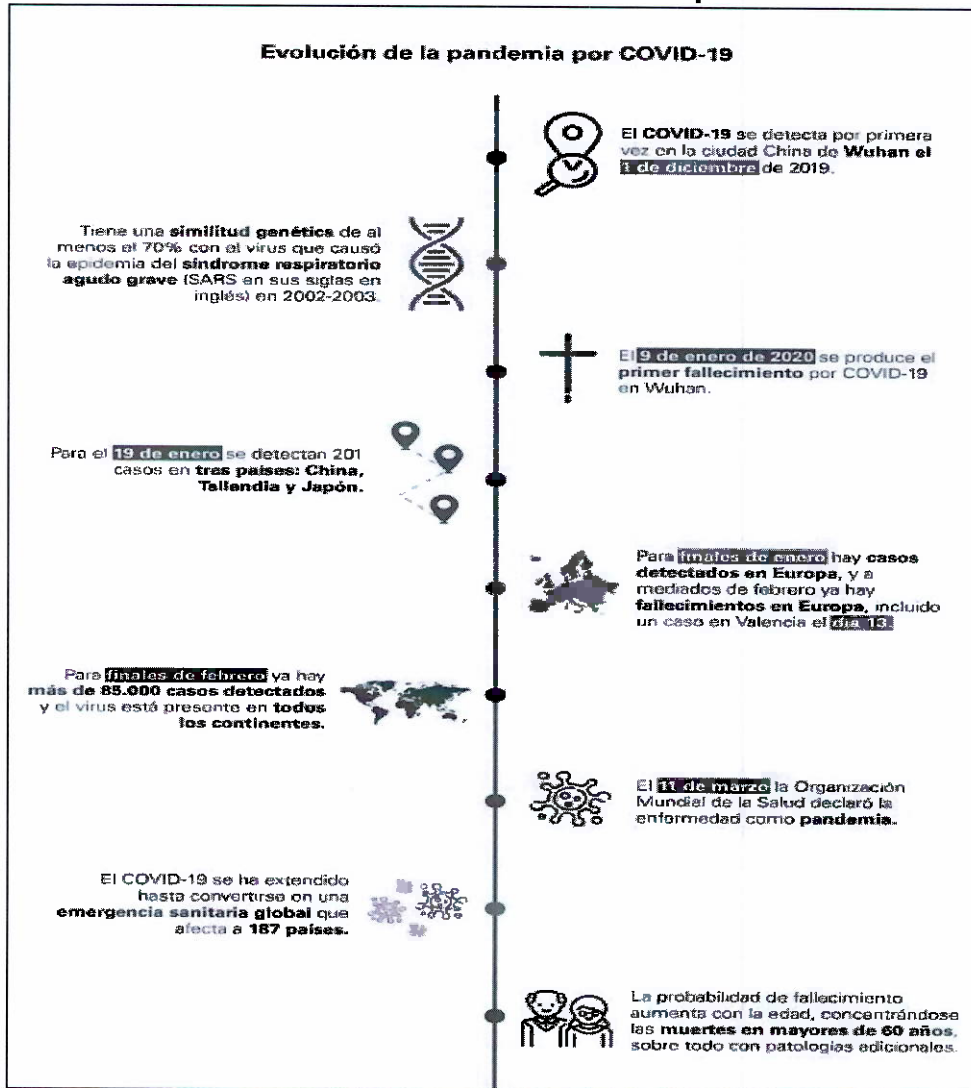 Evolución de la pandemia por COVID-19
El COVID-19 se detecta por primera
vez en la ciudad China de Wuhan el
1 de diciembre de 2019.
Tiene una similitud genética de al
menos el 70% con el virus que causó
la epidemia del síndrome respiratorio
agudo grave (SARS en sus siglas en
inglés) en 2002-2003.
El 9 de enero de 2020 se produce el
primer fallecimiento por COVID-19
en Wuhan.
Para el 19 de enero se detectan 201
casos en tres países: China,
Tailandia y Japón.
Para finales de enero hay casos
detectados en Europa, y a
mediados de febrero ya hay
fallecimientos en Europa, incluido
un caso en Valencia el día 13.
Para finales de febrero ya hay
más de 85.000 casos detectados
y el virus está presente en todos
los continentes.
El 11 de marzo la Organización
Mundial de la Salud declaró la
enfermedad como pandemia.
El COVID-19 se ha extendido
hasta convertirse en una
emergencia sanitaria global que
afecta a 187 países.
La probabilidad de fallecimiento
aumenta con la edad, concentrándose
las muertes en mayores de 60 años,
sobre todo con patologías adicionales.